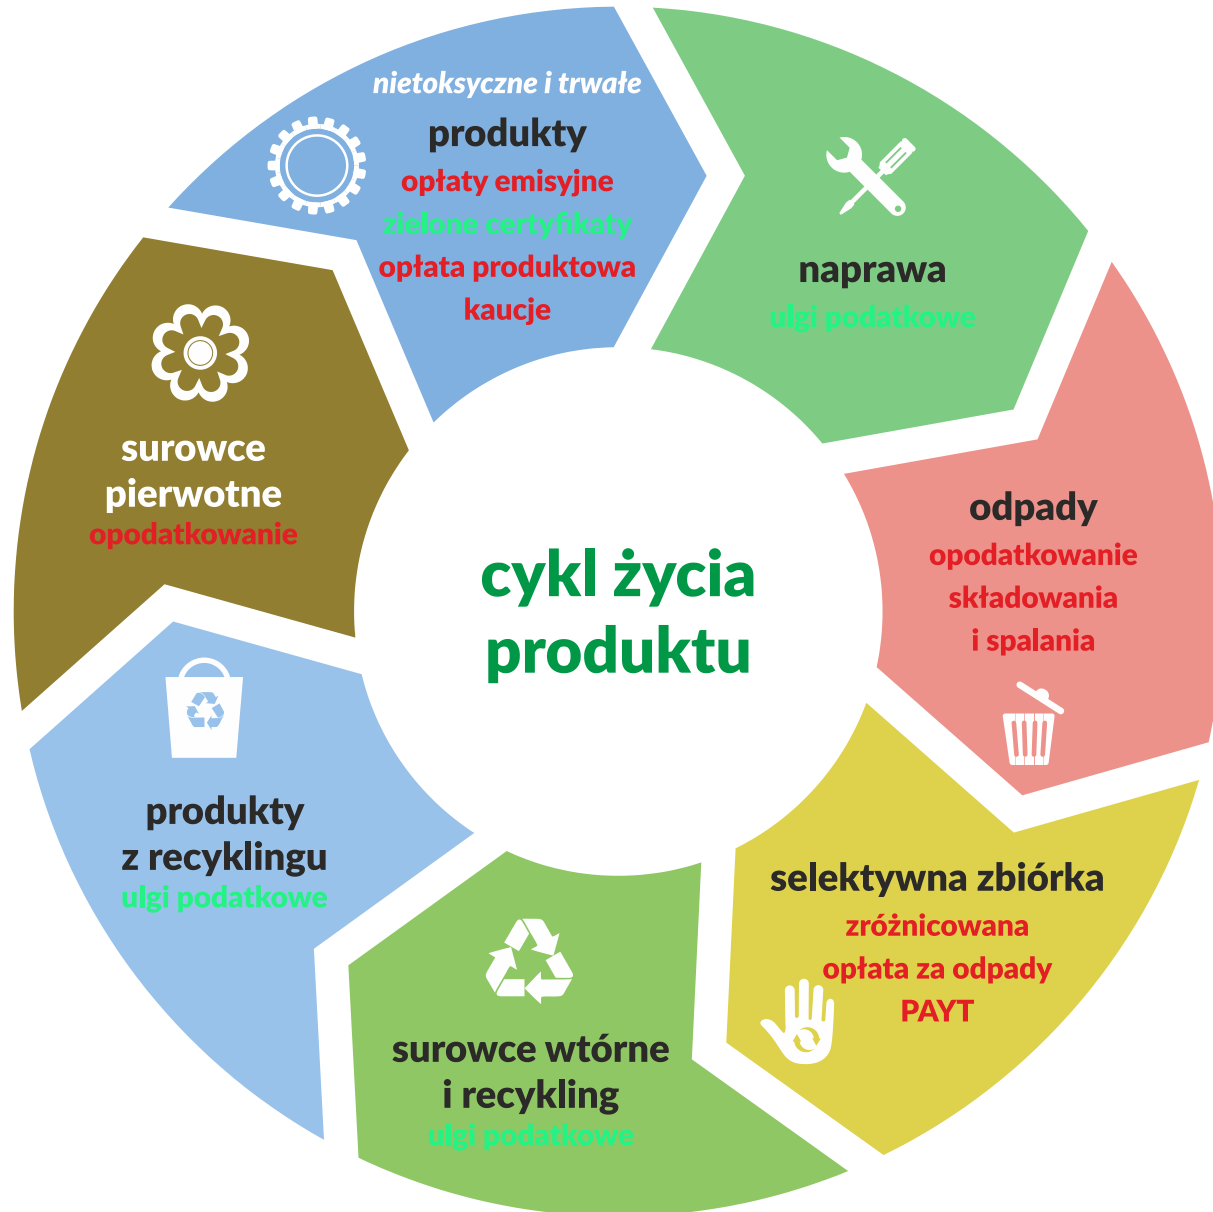 nietoksyczne i trwałe
produkty
opłaty emisyjne
zielone certyfikaty
opłata produktowa
kaucje
naprawa
ulgi podatkowe
odpady
opodatkowanie
składowania
i spalania
selektywna zbiórka
zróżnicowana
opłata za odpady
PAYT
surowce wtórne
i recykling
ulgi podatkowe
produkty
z recyklingu
ulgi podatkowe
surowce
pierwotne
opodatkowanie
cykl życia
produktu